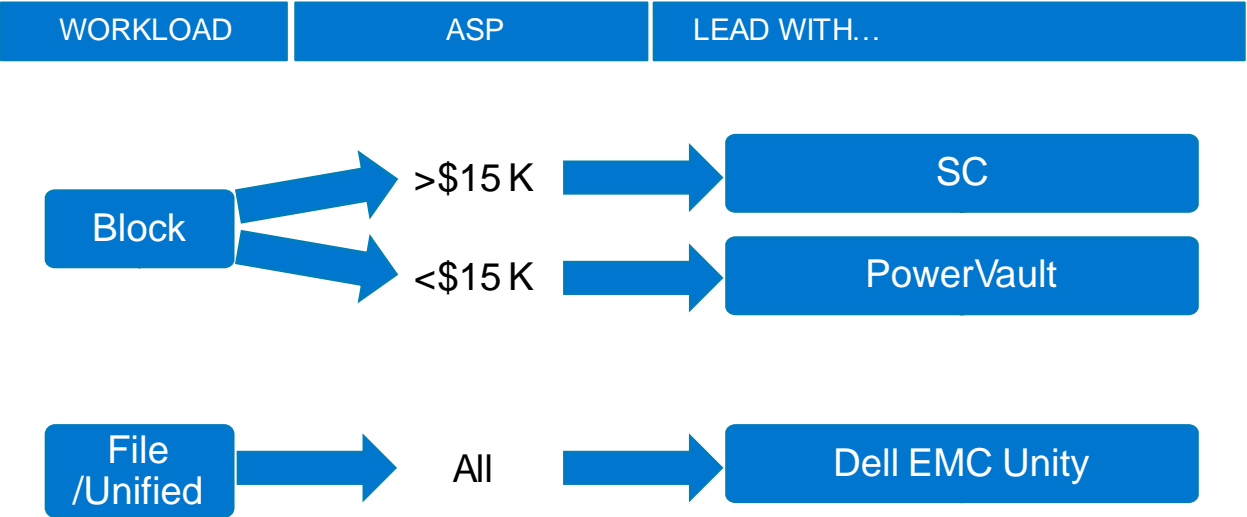 WORKLOAD
ASP
LEAD WITH…
Block
>$15 K
SC
<$15 K
PowerVault
File
/Unified
All
Dell EMC Unity